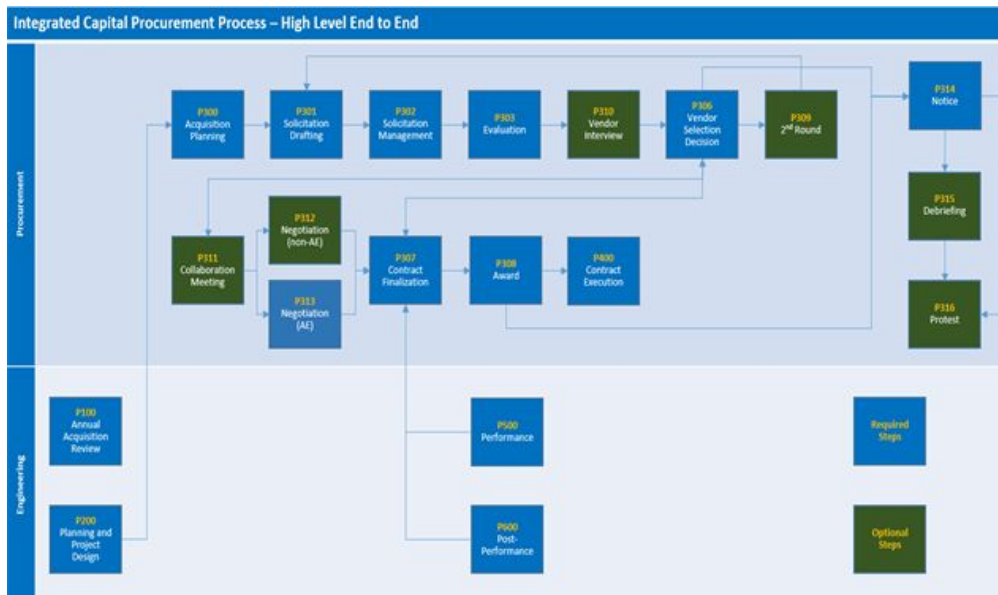 Integrated Capital Procurement Process – High Level End to End
Procurement
P300
Acquisition
Planning
P301
Solicitation
Drafting
P302
Solicitation
Management
P303
Evaluation
P310
Vendor
Interview
P306
Vendor
Selection
Decision
P309
2nd Round
P314
Notice
P315
Debriefing
P316
Protest
P311
Collaboration
Meeting
P312
Negotiation
(non-AE)
P313
Negotiation
(AE)
P307
Contract
Finalization
P308
Award
P400
Contract
Execution
Engineering
P100
Annual
Acquisition
Review
P200
Planning and
Project
Design
P500
Performance
P600
Post-
Performance
Required
Steps
Optional
Steps